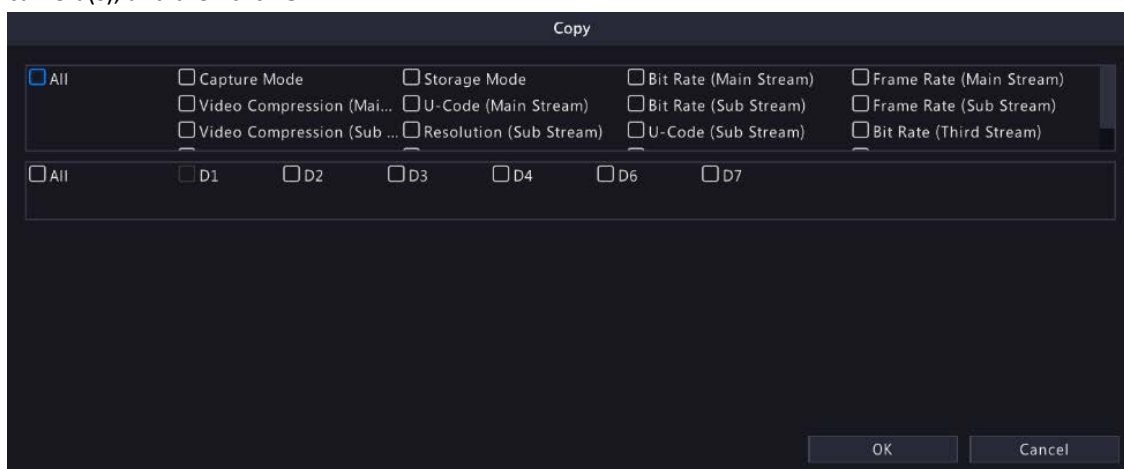 Copy
All Capture Mode Storage Mode Bit Rate (Main Stream) Frame Rate (Main Stream)
Video Compression (Mai... U-Code (Main Stream) Bit Rate (Sub Stream) Frame Rate (Sub Stream)
Video Compression (Sub ... Resolution (Sub Stream) U-Code (Sub Stream) Bit Rate (Third Stream)
All D1 D2 D3 D4 D6 D7
OK Cancel